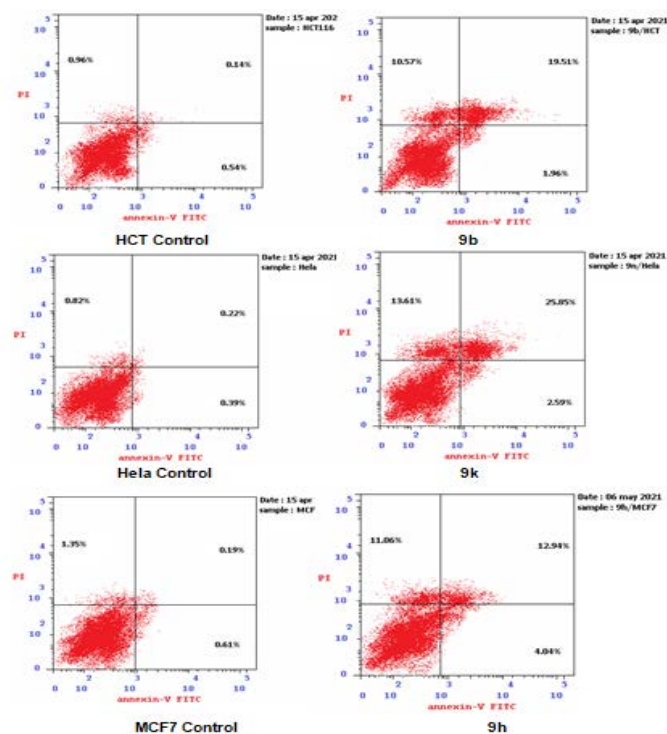 Date : 15 apr 202
sample : HCT116
0.96%
0.14%
0.54%
PI
annexin-V FITC
HCT Control
Date : 15 apr 2021
sample : 9b/HCT
10.57%
19.51%
1.96%
PI
annexin-V FITC
9b
Date : 15 apr 2021
sample : Hela
0.82%
0.22%
0.39%
PI
annexin-V FITC
Hela Control
Date : 15 apr 2021
sample : 9n/Hela
13.61%
25.85%
2.59%
PI
annexin-V FITC
9k
Date : 15 apr
sample : MCF
1.35%
0.19%
0.61%
PI
annexin-V FITC
MCF7 Control
Date : 06 may 2021
sample : 9h/MCF7
11.06%
12.94%
4.04%
PI
annexin-V FITC
9h